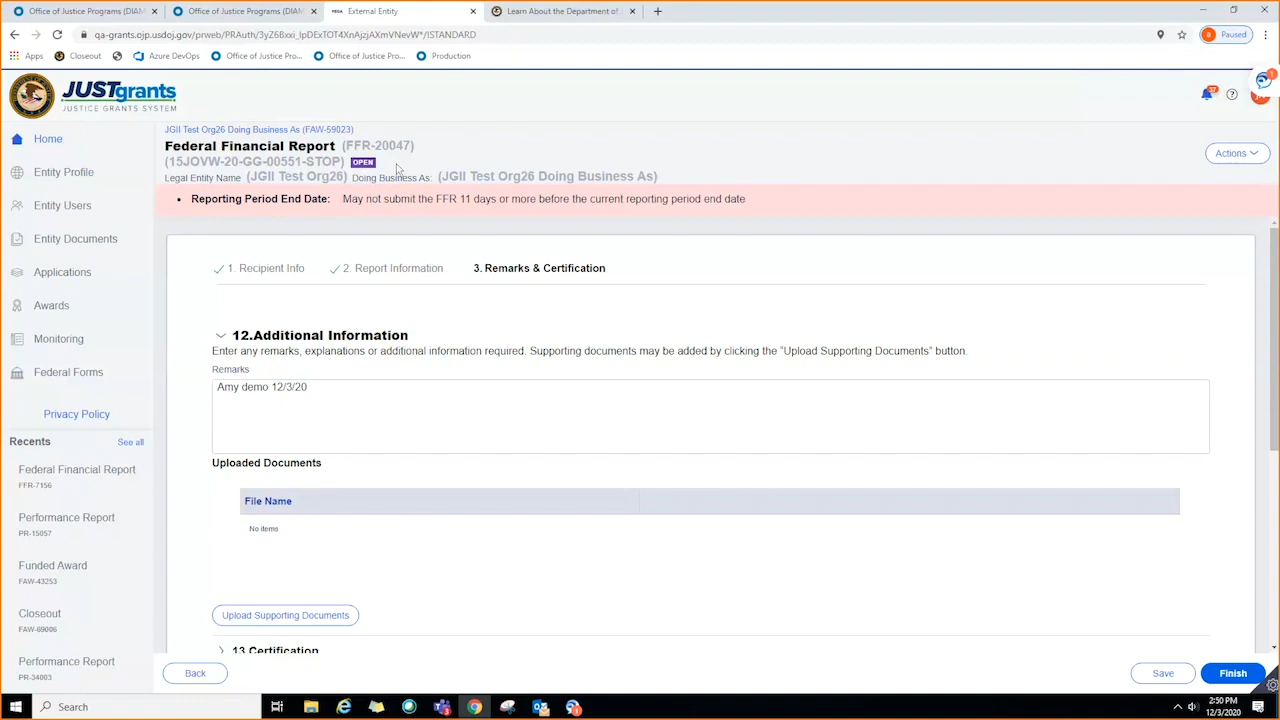 Office of Justice Programs (DIAM
Office of Justice Programs (DIAM
PEGA External Entity
Learn About the Department of
qa-grants.ojp.usdoj.gov/prweb/PRAuth/3yZ6Bxxi_IpDExTOT4XnAjzjAXmVNevW*/!STANDARD
Paused
Apps
Closeout
Azure DevOps
Office of Justice Pro...
Office of Justice Pro...
Production
JUSTgrants
JUSTICE GRANTS SYSTEM
Home
Entity Profile
Entity Users
Entity Documents
Applications
Awards
Monitoring
Federal Forms
Privacy Policy
Recents See all
Federal Financial Report
FFR-7156
Performance Report
PR-15057
Funded Award
FAW-43253
Closeout
FAW-69006
Performance Report
PR-34003
JGII Test Org26 Doing Business As (FAW-59023)
Federal Financial Report (FFR-20047)
(15JOVW-20-GG-00551-STOP) OPEN
Legal Entity Name (JGII Test Org26) Doing Business As: (JGII Test Org26 Doing Business As)
Actions
• Reporting Period End Date: May not submit the FFR 11 days or more before the current reporting period end date
1. Recipient Info
2. Report Information
3. Remarks & Certification
12.Additional Information
Enter any remarks, explanations or additional information required. Supporting documents may be added by clicking the "Upload Supporting Documents" button.
Remarks
Amy demo 12/3/20
Uploaded Documents
File Name
No items
Upload Supporting Documents
13 Certification
Back
Save
Finish
Search
2:50 PM
12/3/2020